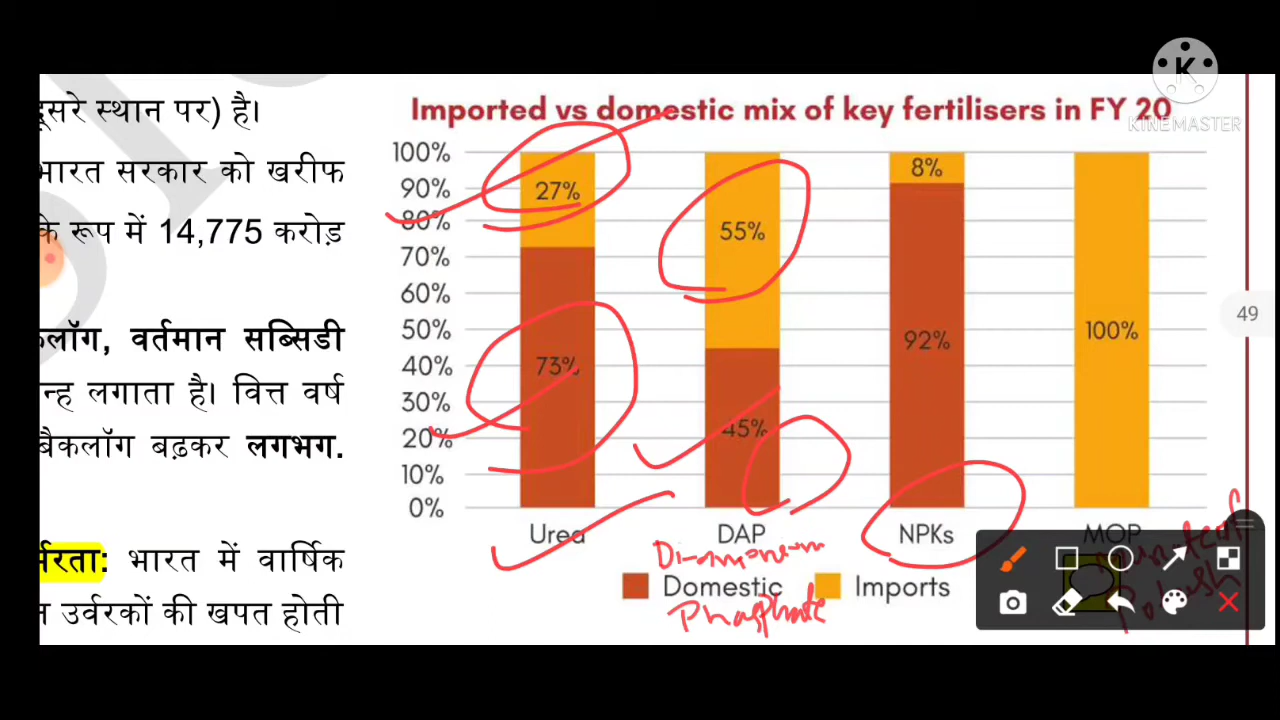 दूसरे स्थान पर) है।
भारत सरकार को खरीफ
के रूप में 14,775 करोड़
लॉग, वर्तमान सब्सिडी
न्ह लगाता है। वित्त वर्ष
बैकलॉग बढ़कर लगभग.
र्भरता: भारत में वार्षिक
न उर्वरकों की खपत होती
Imported vs domestic mix of key fertilisers in FY 20
K
KINEMASTER
100%
90%
80%
70%
60%
50%
40%
30%
20%
10%
0%
27%
73%
55%
45%
8%
92%
100%
Urea DAP NPKs MOP
Domestic Imports
Phasphate
49